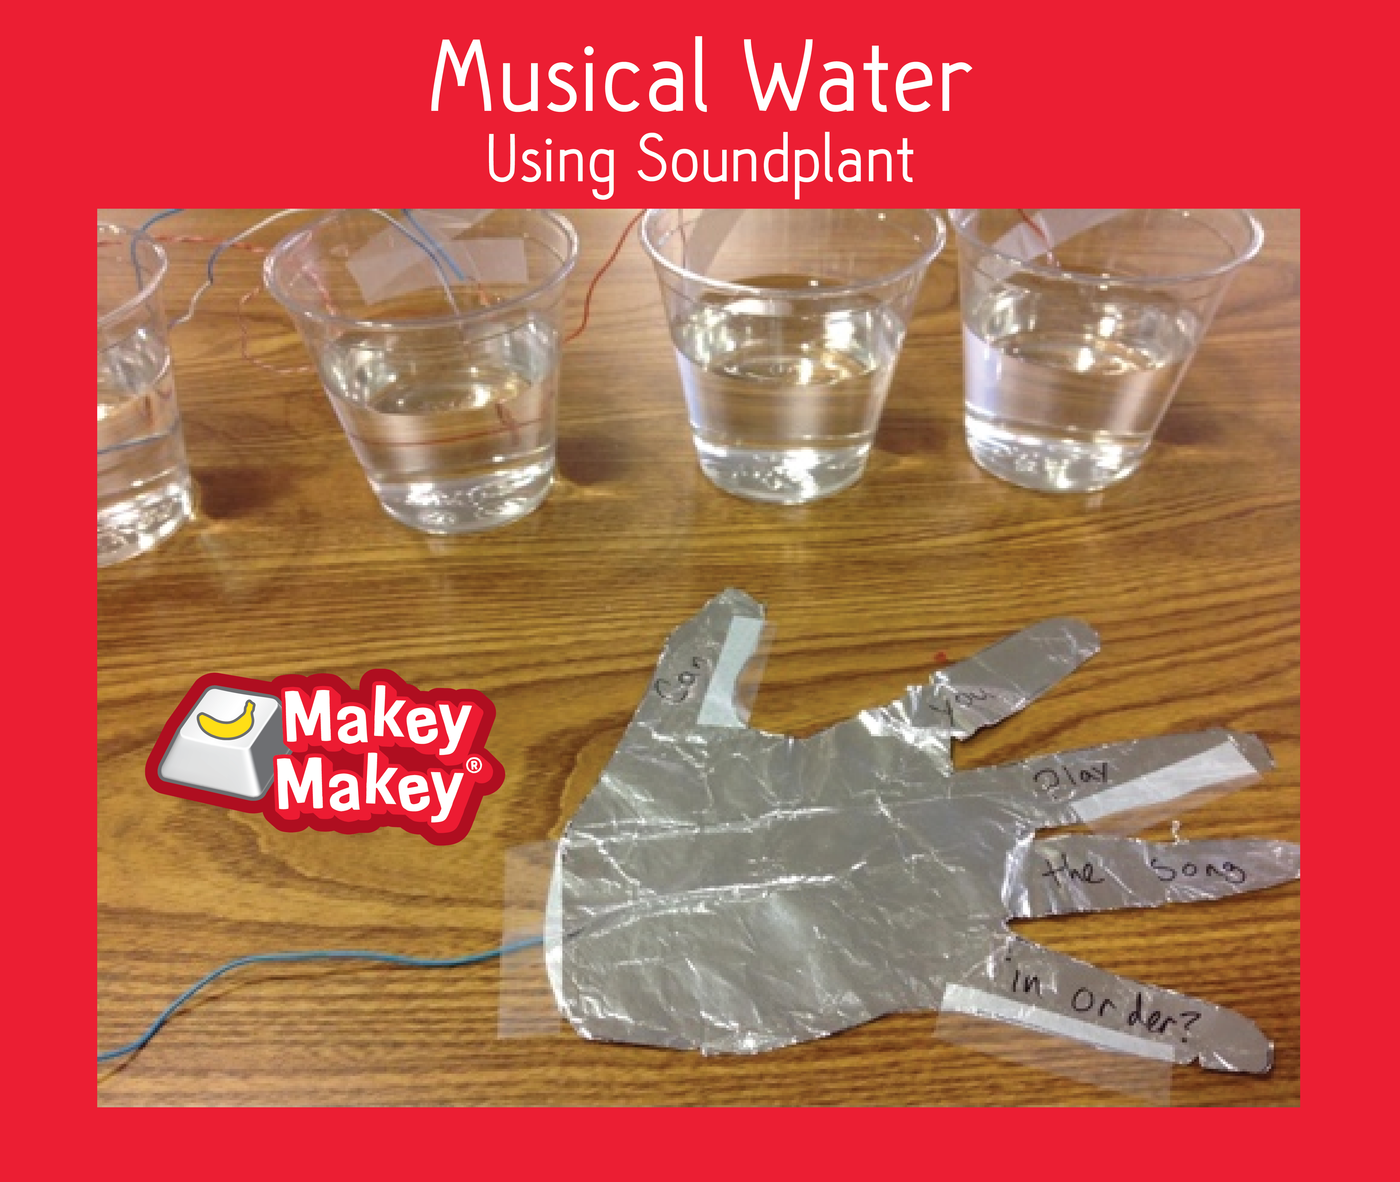 Musical Water
Using Soundplant
Makey
Makey®
Can
you
Play
the song
in order?